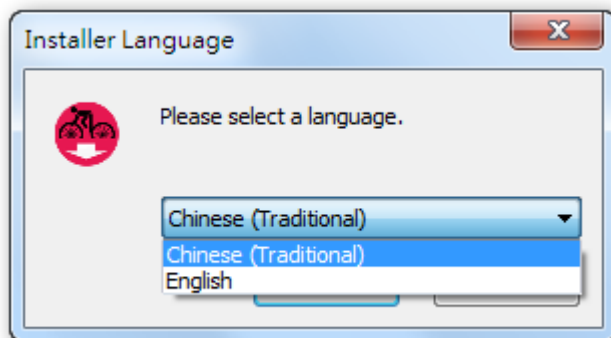 Installer Language
Please select a language.
Chinese (Traditional)
Chinese (Traditional)
English